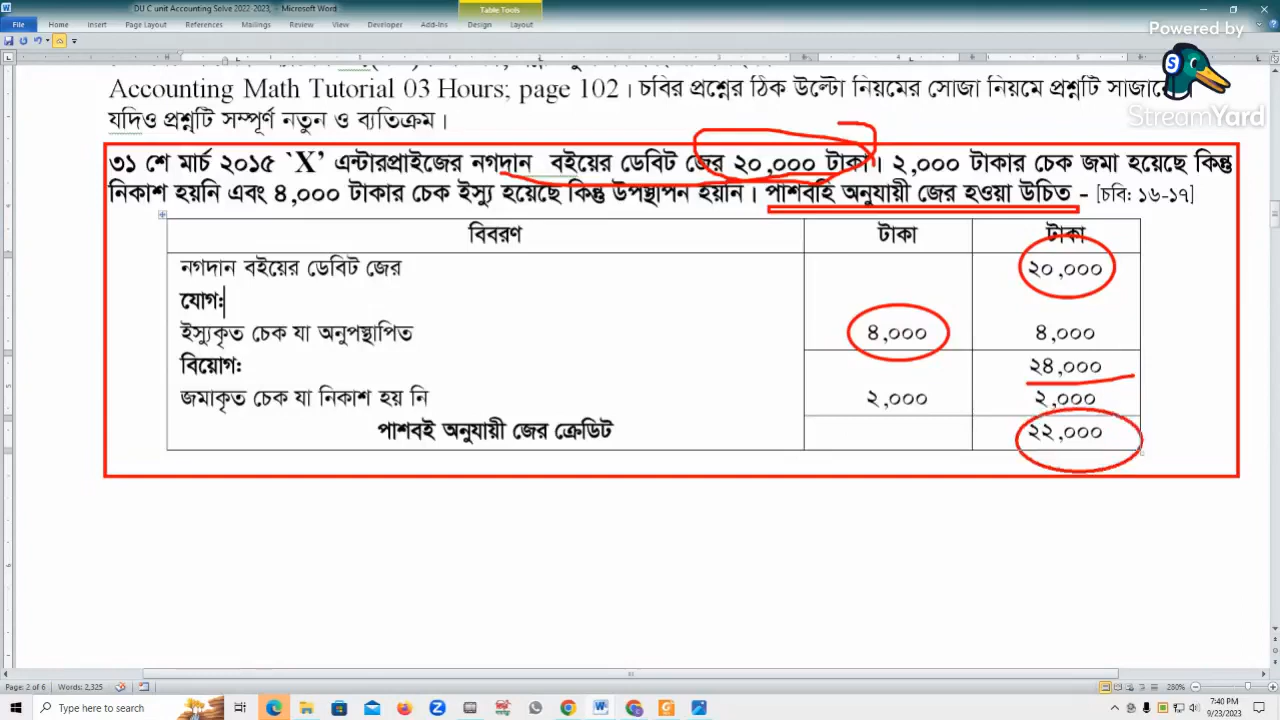 DU C unit Accounting Solve 2022-2023, - Microsoft Word
Table Tools
File Home Insert Page Layout References Mailings Review View Developer Add-Ins Design Layout
Powered by
StreamYard
Accounting Math Tutorial 03 Hours; page 102। চবির প্রশ্নের ঠিক উল্টো নিয়মের সোজা নিয়মে প্রশ্নটি
যদিও প্রশ্নটি সম্পূর্ণ নতুন ও ব্যতিক্রম।
৩১ শে মার্চ ২০১৫ `X’ এন্টারপ্রাইজের নগদান বইয়ের ডেবিট জের ২০,০০০ টাকা। ২,০০০ টাকার চেক জমা হয়েছে কিন্তু
নিকাশ হয়নি এবং ৪,০০০ টাকার চেক ইস্যু হয়েছে কিন্তু উপস্থাপন হয়নি। পাশবহি অনুযায়ী জের হওয়া উচিত - [চবি: ১৬-১৭]
বিবরণ টাকা টাকা
নগদান বইয়ের ডেবিট জের ২০,০০০
যোগ:
ইস্যুকৃত চেক যা অনুপস্থাপিত ৪,০০০ ৪,০০০
বিয়োগ: ২৪,০০০
জমাকৃত চেক যা নিকাশ হয় নি ২,০০০ ২,০০০
পাশবই অনুযায়ী জের ক্রেডিট ২২,০০০
Page: 2 of 6 Words: 2,325 280%
Type here to search
7:40 PM
9/23/2023